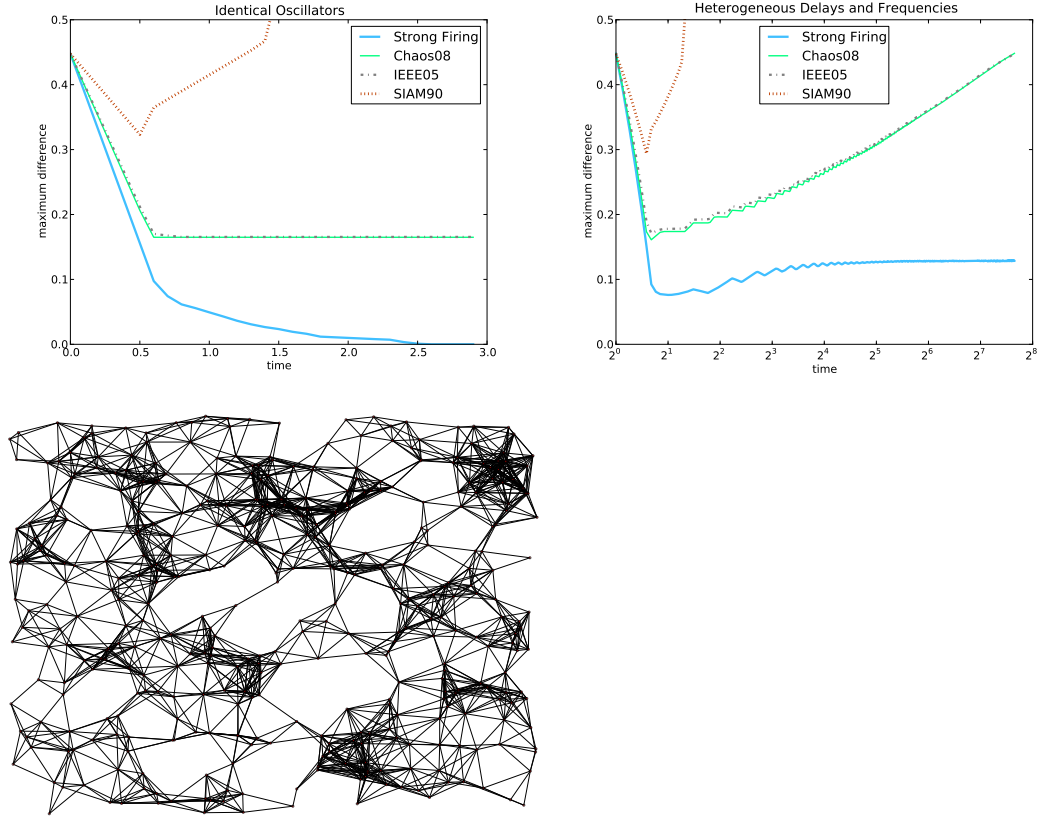 Identical Oscillators
0.5
0.4
0.3
0.2
0.1
0.0
maximum difference
Strong Firing
Chaos08
IEEE05
SIAM90
0.0 0.5 1.0 1.5 2.0 2.5 3.0
time
Heterogeneous Delays and Frequencies
0.5
0.4
0.3
0.2
0.1
0.0
maximum difference
Strong Firing
Chaos08
IEEE05
SIAM90
2^0 2^1 2^2 2^3 2^4 2^5 2^6 2^7 2^8
time